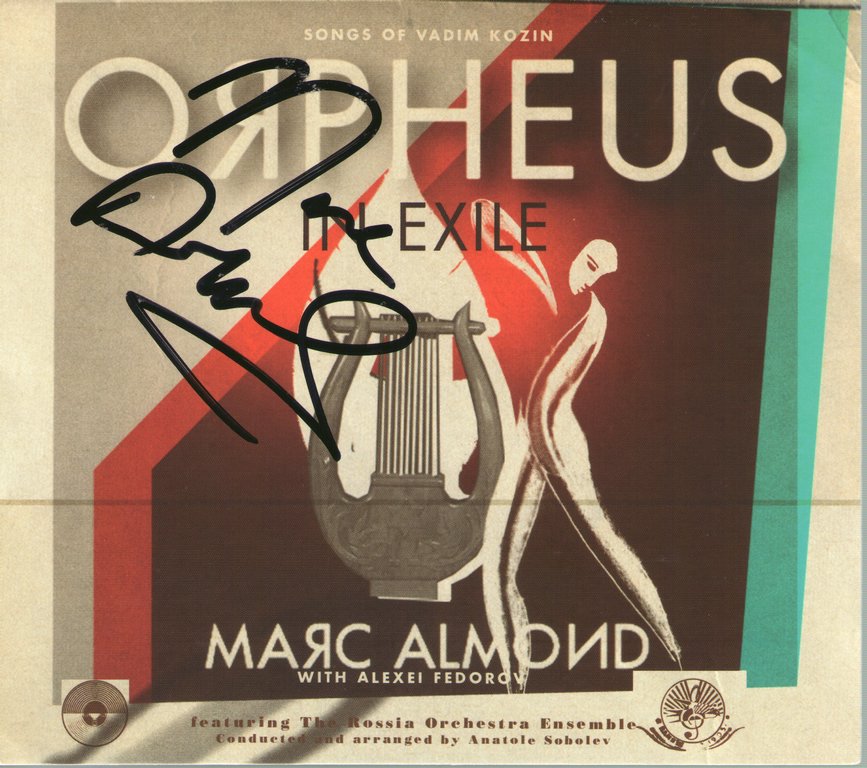 SONGS OF VADIM KOZIN
OЯPHEUS
IN EXILE
MAЯC ALMOИD
WITH ALEXEI FEDOROV
featuring The Rossia Orchestra Ensemble
Conducted and arranged by Anatole Sobolev